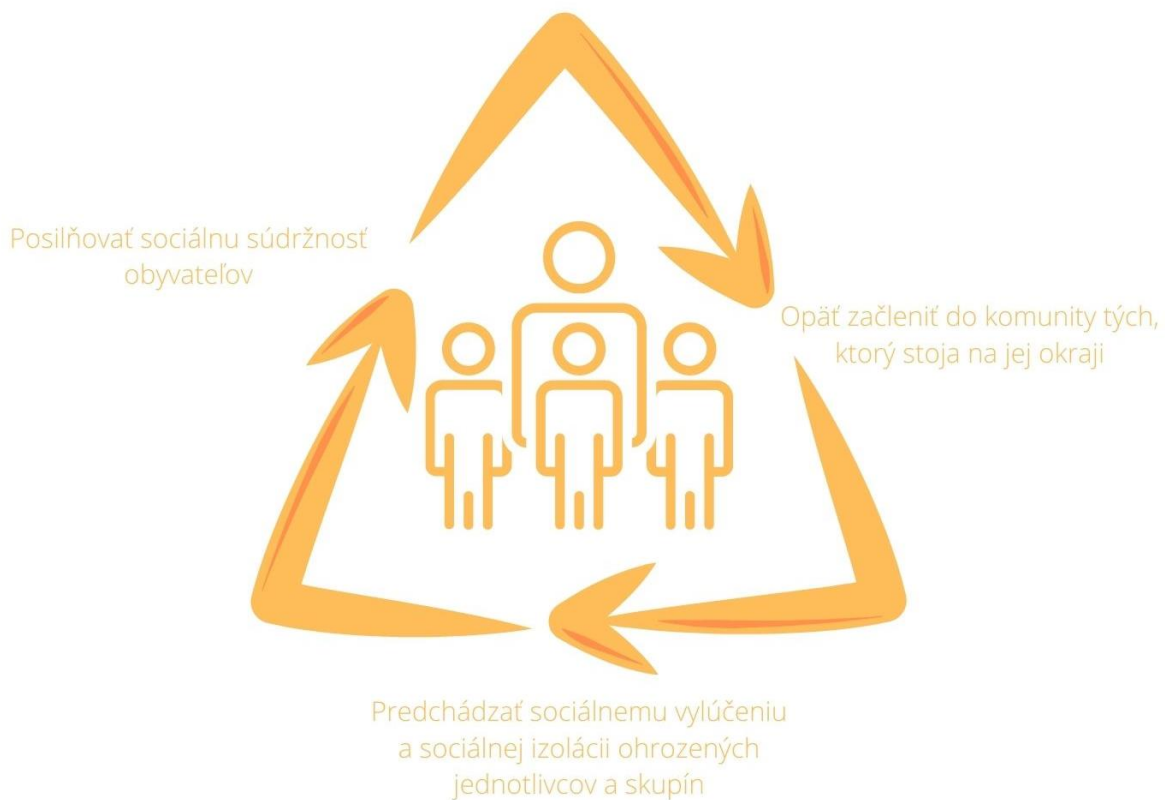 Posilňovať sociálnu súdržnosť
obyvateľov
Opäť začleniť do komunity tých,
ktorý stoja na jej okraji
Predchádzať sociálnemu vylúčeniu
a sociálnej izolácii ohrozených
jednotlivcov a skupín